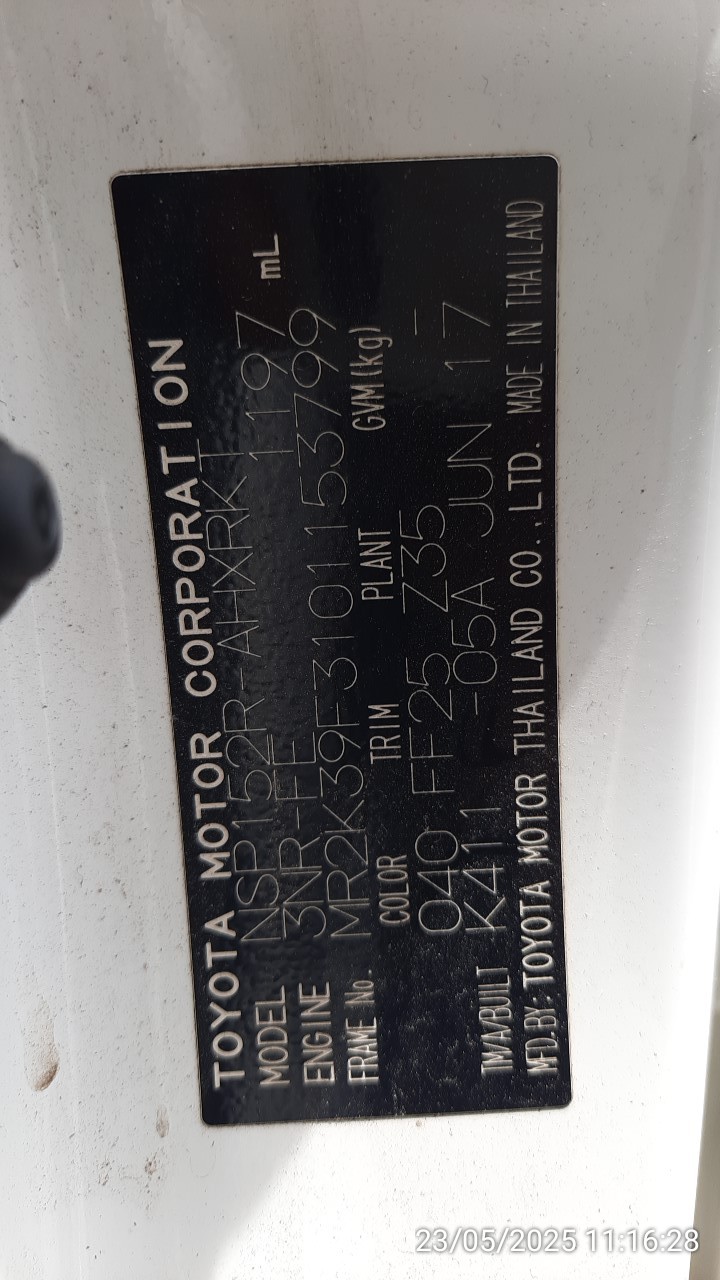 TOYOTA MOTOR CORPORATION
MODEL NSP152R-AHXRKT
ENGINE 3NR-FE 1197 mL
FRAME No. MR2K39F3101153799
COLOR TRIM PLANT GVM(kg)
040 FF25 Z35 —
TM/A/BUILT K411 -05A JUN 17
MFD.BY: TOYOTA MOTOR THAILAND CO.,LTD. MADE IN THAILAND
23/05/2025 11:16:28